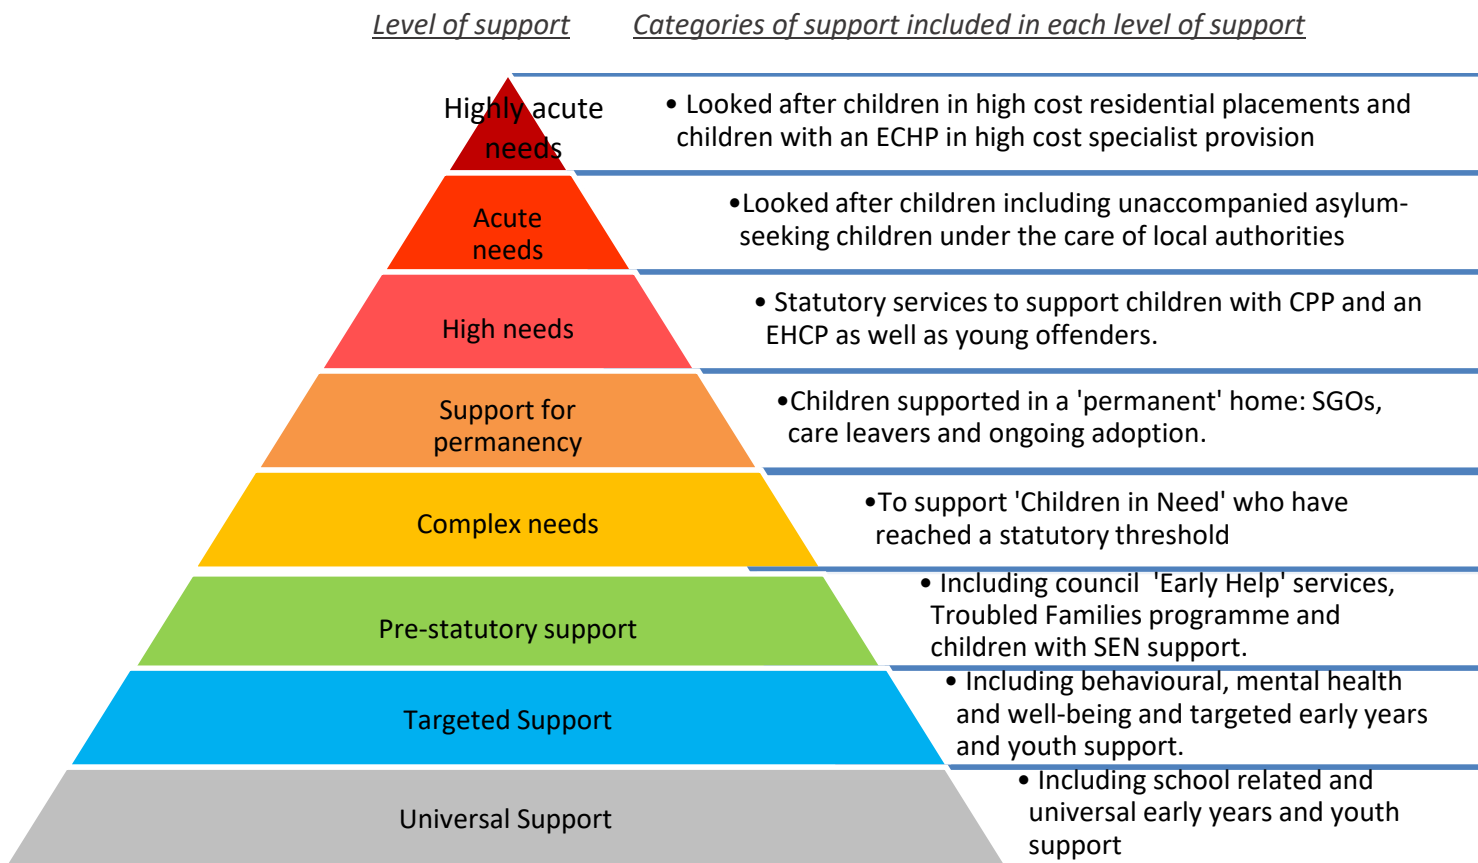 Level of support
Categories of support included in each level of support
Highly acute
needs
• Looked after children in high cost residential placements and
children with an ECHP in high cost specialist provision
Acute
needs
•Looked after children including unaccompanied asylum-
seeking children under the care of local authorities
High needs
• Statutory services to support children with CPP and an
EHCP as well as young offenders.
Support for
permanency
•Children supported in a 'permanent' home: SGOs,
care leavers and ongoing adoption.
Complex needs
•To support 'Children in Need' who have
reached a statutory threshold
Pre-statutory support
• Including council 'Early Help' services,
Troubled Families programme and
children with SEN support.
Targeted Support
• Including behavioural, mental health
and well-being and targeted early years
and youth support.
Universal Support
• Including school related and
universal early years and youth
support